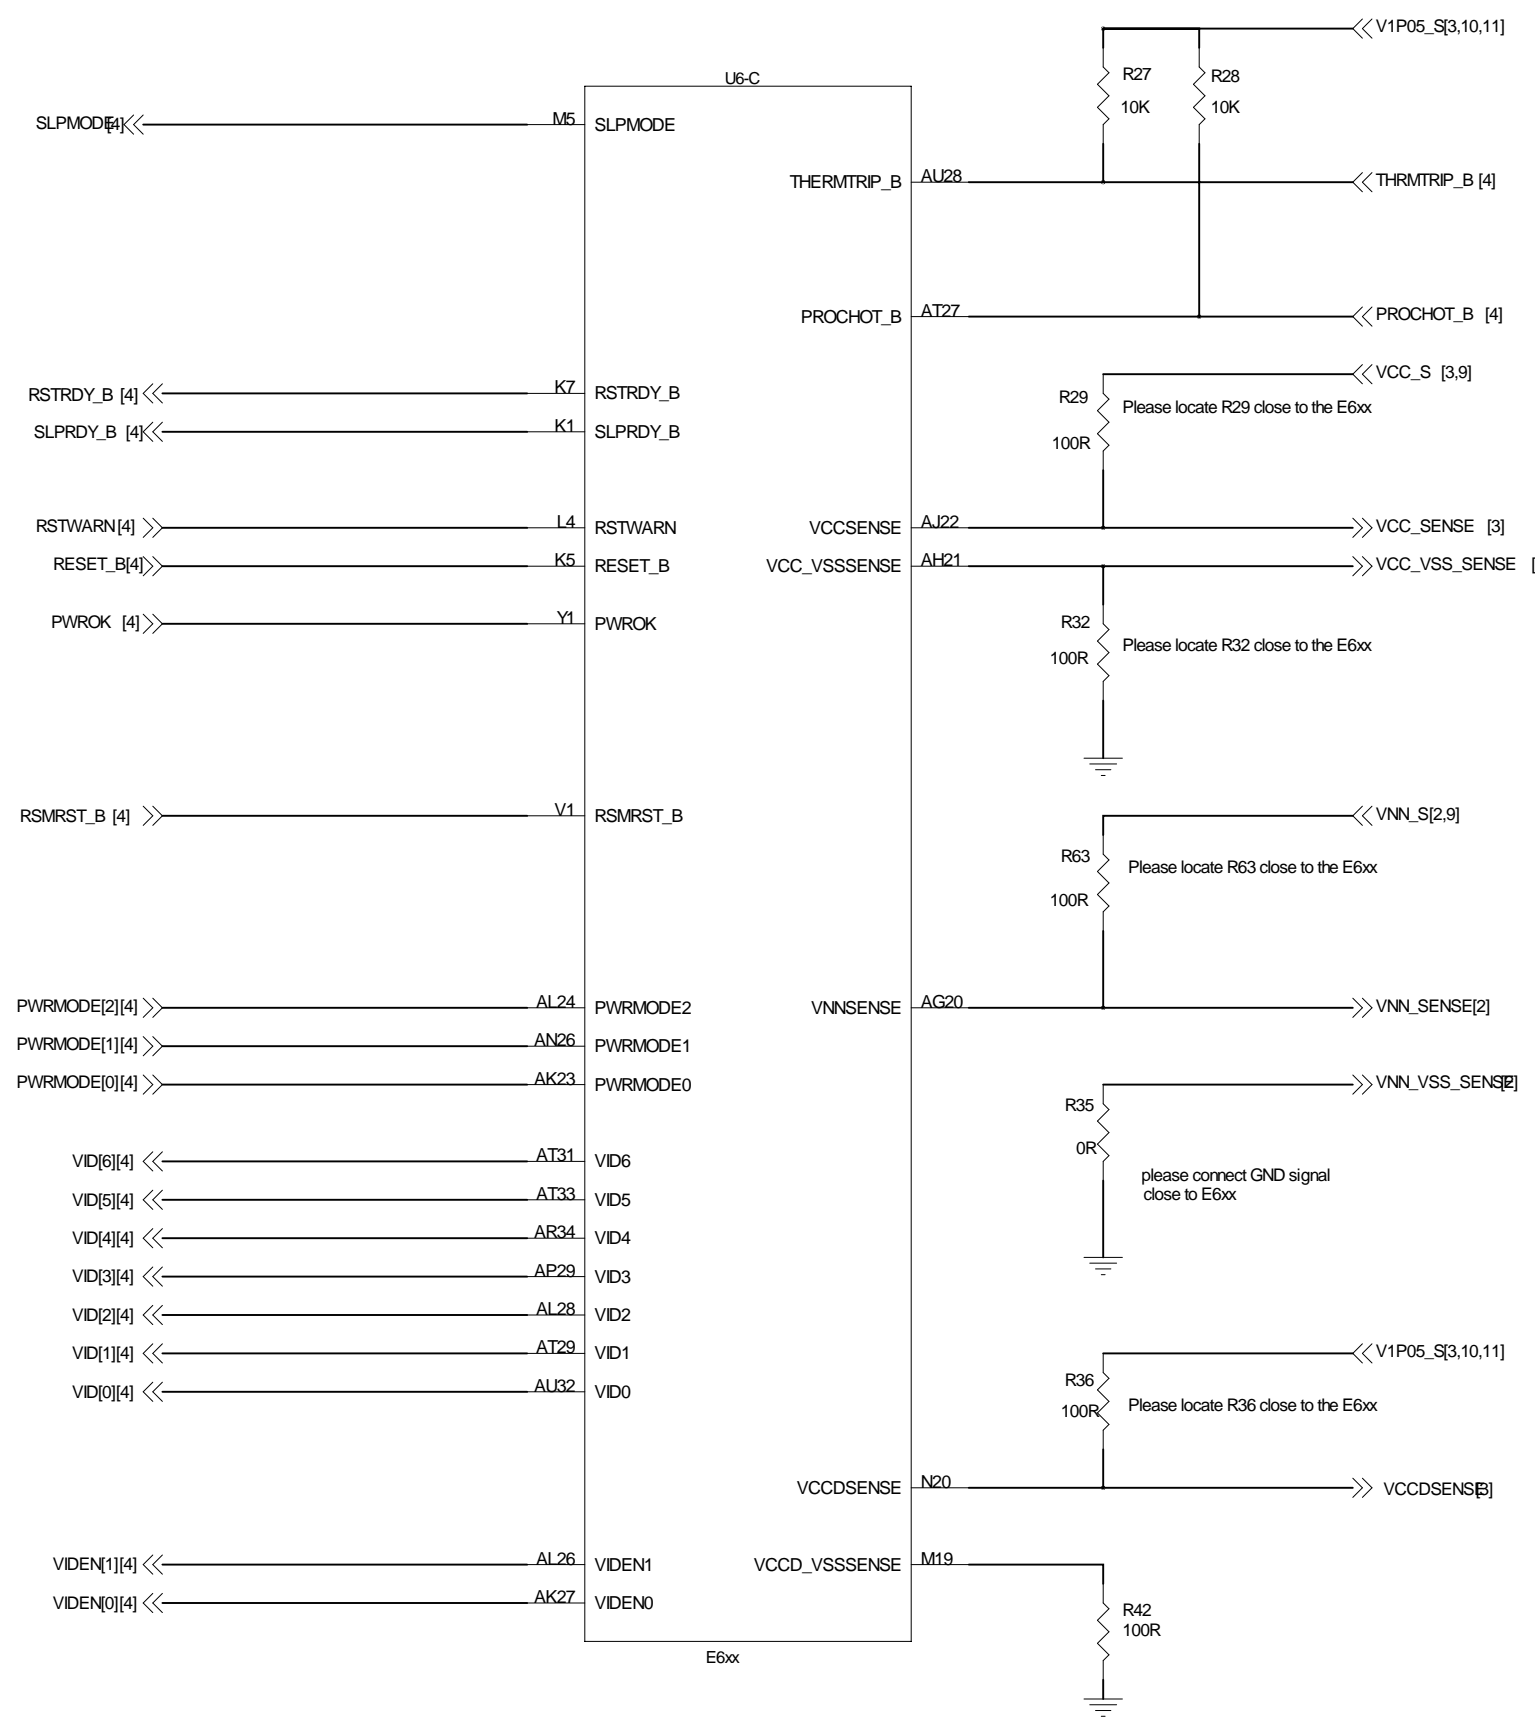 V1P05_S[3,10,11]
R27
R28
10K
10K
U6-C
SLPMODE[4]
M5
SLPMODE
THERMTRIP_B
AU28
THRMTRIP_B [4]
PROCHOT_B
AT27
PROCHOT_B [4]
VCC_S [3,9]
R29
Please locate R29 close to the E6xx
100R
RSTRDY_B [4]
K7
RSTRDY_B
SLPRDY_B [4]
K1
SLPRDY_B
RSTWARN[4]
L4
RSTWARN
VCCSENSE
AJ22
VCC_SENSE [3]
RESET_B[4]
K5
RESET_B
VCC_VSSSENSE
AH21
VCC_VSS_SENSE [
PWROK [4]
Y1
PWROK
R32
Please locate R32 close to the E6xx
100R
RSMRST_B [4]
V1
RSMRST_B
VNN_S[2,9]
R63
Please locate R63 close to the E6xx
100R
PWRMODE[2][4]
AL24
PWRMODE2
VNNSENSE
AG20
VNN_SENSE[2]
PWRMODE[1][4]
AN26
PWRMODE1
PWRMODE[0][4]
AK23
PWRMODE0
VNN_VSS_SENSE[2]
R35
0R
please connect GND signal
close to E6xx
VID[6][4]
AT31
VID6
VID[5][4]
AT33
VID5
VID[4][4]
AR34
VID4
VID[3][4]
AP29
VID3
VID[2][4]
AL28
VID2
VID[1][4]
AT29
VID1
VID[0][4]
AU32
VID0
V1P05_S[3,10,11]
R36
100R
Please locate R36 close to the E6xx
VCCDSENSE
N20
VCCDSENSE[3]
VIDEN[1][4]
AL26
VIDEN1
VCCD_VSSSENSE
M19
VIDEN[0][4]
AK27
VIDEN0
R42
100R
E6xx